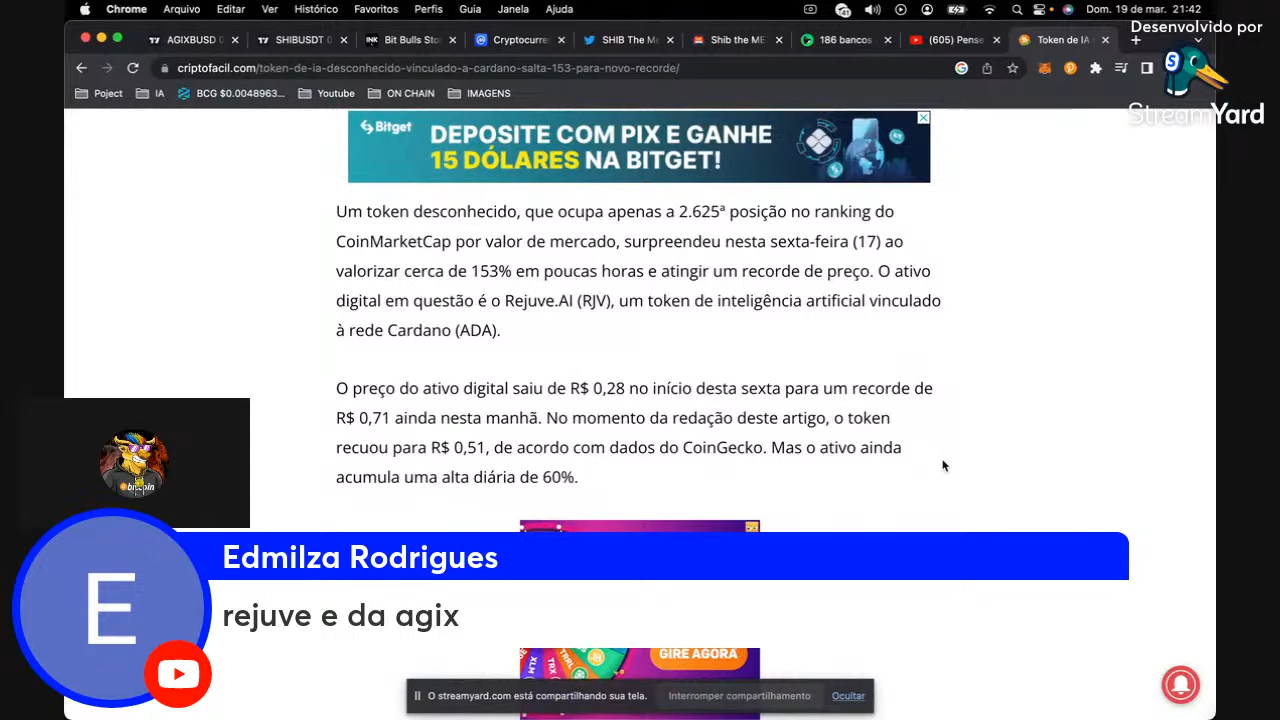 Chrome Arquivo Editar Ver Histórico Favoritos Perfis Guia Janela Ajuda 41 Dom. 19 de mar. 21:42
AGIXBUSD SHIBUSDT Bit Bulls Sto Cryptocurre SHIB The M Shib the ME 186 bancos (605) Pense Token de IA
Desenvolvido por
StreamYard
criptofacil.com/token-de-ia-desconhecido-vinculado-a-cardano-salta-153-para-novo-recorde/
Poject IA BCG $0.0048963... Youtube ON CHAIN IMAGENS
Bitget
DEPOSITE COM PIX E GANHE
15 DÓLARES NA BITGET!
Um token desconhecido, que ocupa apenas a 2.625ª posição no ranking do
CoinMarketCap por valor de mercado, surpreendeu nesta sexta-feira (17) ao
valorizar cerca de 153% em poucas horas e atingir um recorde de preço. O ativo
digital em questão é o Rejuve.AI (RJV), um token de inteligência artificial vinculado
à rede Cardano (ADA).
O preço do ativo digital saiu de R$ 0,28 no início desta sexta para um recorde de
R$ 0,71 ainda nesta manhã. No momento da redação deste artigo, o token
recuou para R$ 0,51, de acordo com dados do CoinGecko. Mas o ativo ainda
acumula uma alta diária de 60%.
bitcoin
E
Edmilza Rodrigues
rejuve e da agix
XLM TRX TRRL
GIRE AGORA
O streamyard.com está compartilhando sua tela. Interromper compartilhamento Ocultar